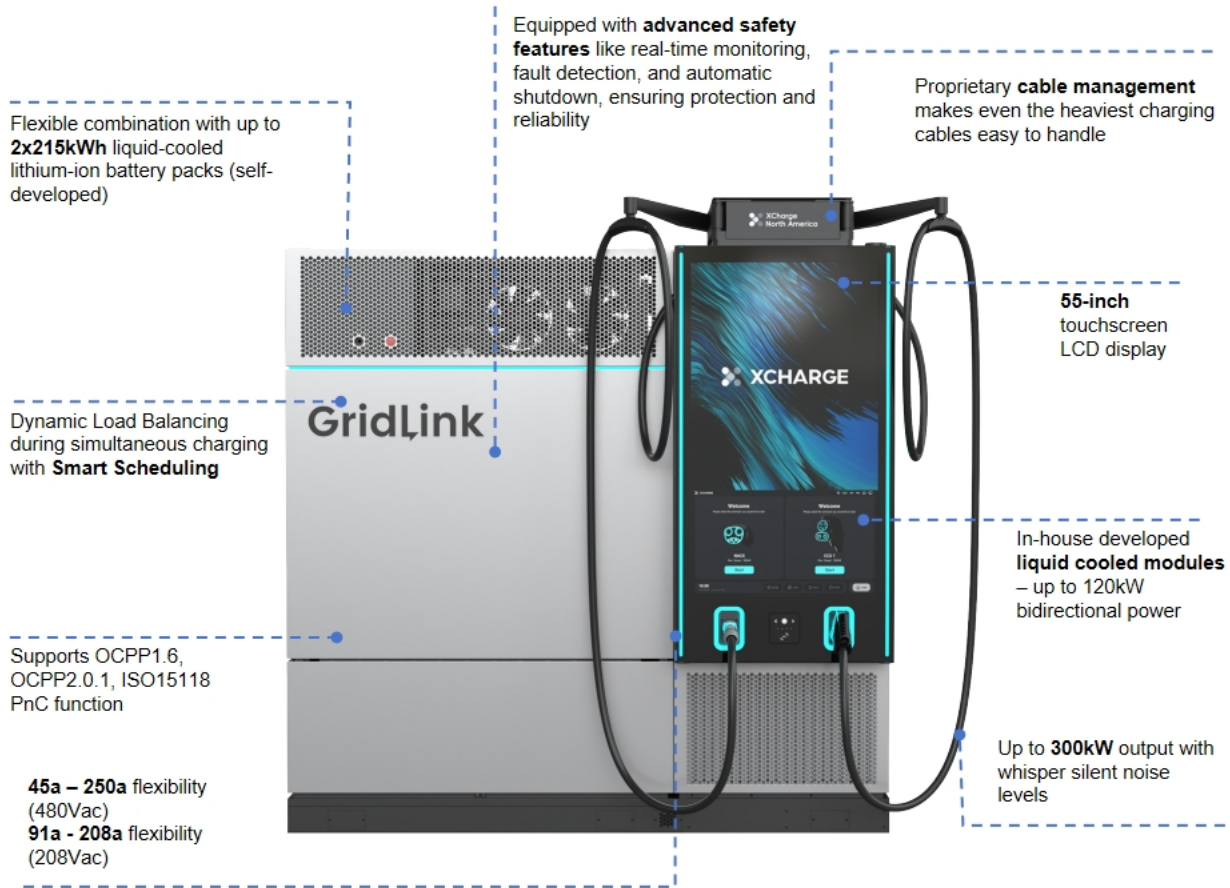 Equipped with advanced safety
features like real-time monitoring,
fault detection, and automatic
shutdown, ensuring protection and
reliability
Proprietary cable management
makes even the heaviest charging
cables easy to handle
Flexible combination with up to
2x215kWh liquid-cooled
lithium-ion battery packs (self-
developed)
XCharge
North America
55-inch
touchscreen
LCD display
XCHARGE
GridLink
Dynamic Load Balancing
during simultaneous charging
with Smart Scheduling
Welcome
Welcome
NACS
CCS 1
Start
Start
In-house developed
liquid cooled modules
– up to 120kW
bidirectional power
Supports OCPP1.6,
OCPP2.0.1, ISO15118
PnC function
Up to 300kW output with
whisper silent noise
levels
45a – 250a flexibility
(480Vac)
91a - 208a flexibility
(208Vac)